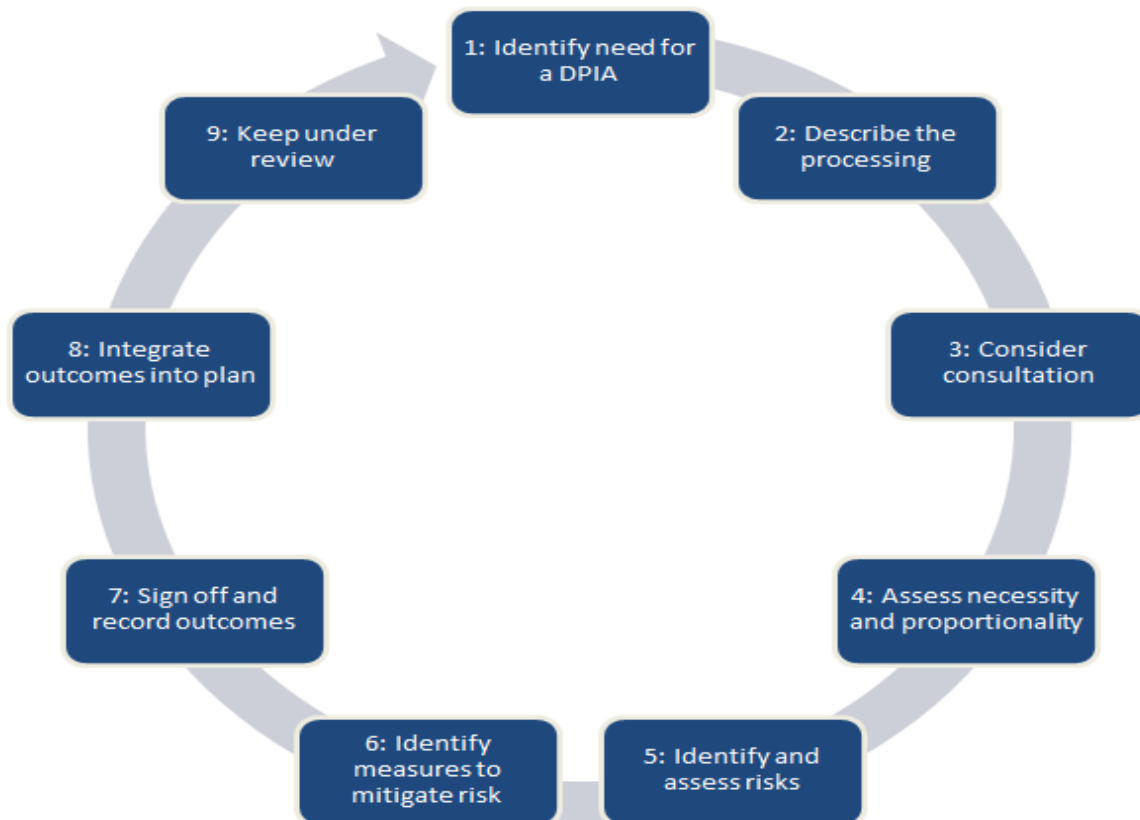 1: Identify need for
a DPIA
2: Describe the
processing
3: Consider
consultation
4: Assess necessity
and proportionality
5: Identify and
assess risks
6: Identify
measures to
mitigate risk
7: Sign off and
record outcomes
8: Integrate
outcomes into plan
9: Keep under
review